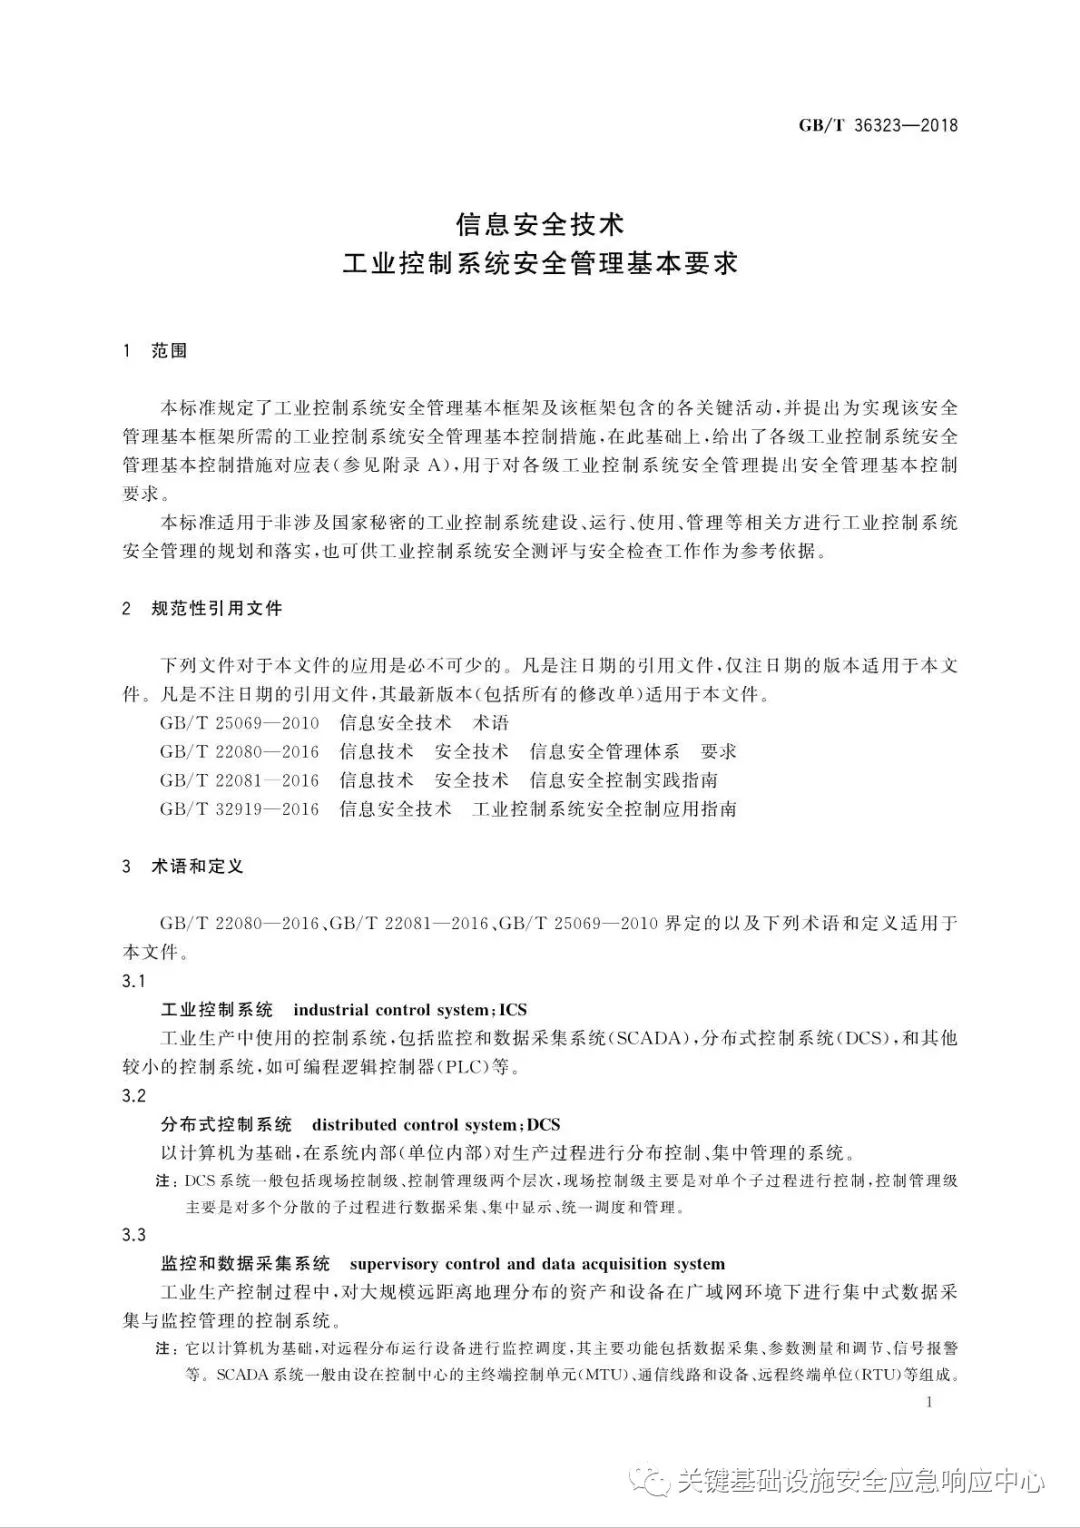 GB/T 36323—2018
信息安全技术
工业控制系统安全管理基本要求
1 范围
本标准规定了工业控制系统安全管理基本框架及该框架包含的各关键活动,并提出为实现该安全
管理基本框架所需的工业控制系统安全管理基本控制措施,在此基础上,给出了各级工业控制系统安全
管理基本控制措施对应表(参见附录 A),用于对各级工业控制系统安全管理提出安全管理基本控制
要求。
本标准适用于非涉及国家秘密的工业控制系统建设、运行、使用、管理等相关方进行工业控制系统
安全管理的规划和落实,也可供工业控制系统安全测评与安全检查工作作为参考依据。
2 规范性引用文件
下列文件对于本文件的应用是必不可少的。凡是注日期的引用文件,仅注日期的版本适用于本文
件。凡是不注日期的引用文件,其最新版本(包括所有的修改单)适用于本文件。
GB/T 25069—2010 信息安全技术 术语
GB/T 22080—2016 信息技术 安全技术 信息安全管理体系 要求
GB/T 22081—2016 信息技术 安全技术 信息安全控制实践指南
GB/T 32919—2016 信息安全技术 工业控制系统安全控制应用指南
3 术语和定义
GB/T 22080—2016、GB/T 22081—2016、GB/T 25069—2010 界定的以及下列术语和定义适用于
本文件。
3.1
工业控制系统 industrial control system;ICS
工业生产中使用的控制系统,包括监控和数据采集系统(SCADA),分布式控制系统(DCS),和其他
较小的控制系统,如可编程逻辑控制器(PLC)等。
3.2
分布式控制系统 distributed control system;DCS
以计算机为基础,在系统内部(单位内部)对生产过程进行分布控制、集中管理的系统。
注: DCS 系统一般包括现场控制级、控制管理级两个层次,现场控制级主要是对单个子过程进行控制,控制管理级
主要是对多个分散的子过程进行数据采集、集中显示、统一调度和管理。
3.3
监控和数据采集系统 supervisory control and data acquisition system
工业生产控制过程中,对大规模远距离地理分布的资产和设备在广域网环境下进行集中式数据采
集与监控管理的控制系统。
注: 它以计算机为基础,对远程分布运行设备进行监控调度,其主要功能包括数据采集、参数测量和调节、信号报警
等。SCADA 系统一般由设在控制中心的主终端控制单元(MTU)、通信线路和设备、远程终端单位(RTU)等组成。
1
关键基础设施安全应急响应中心